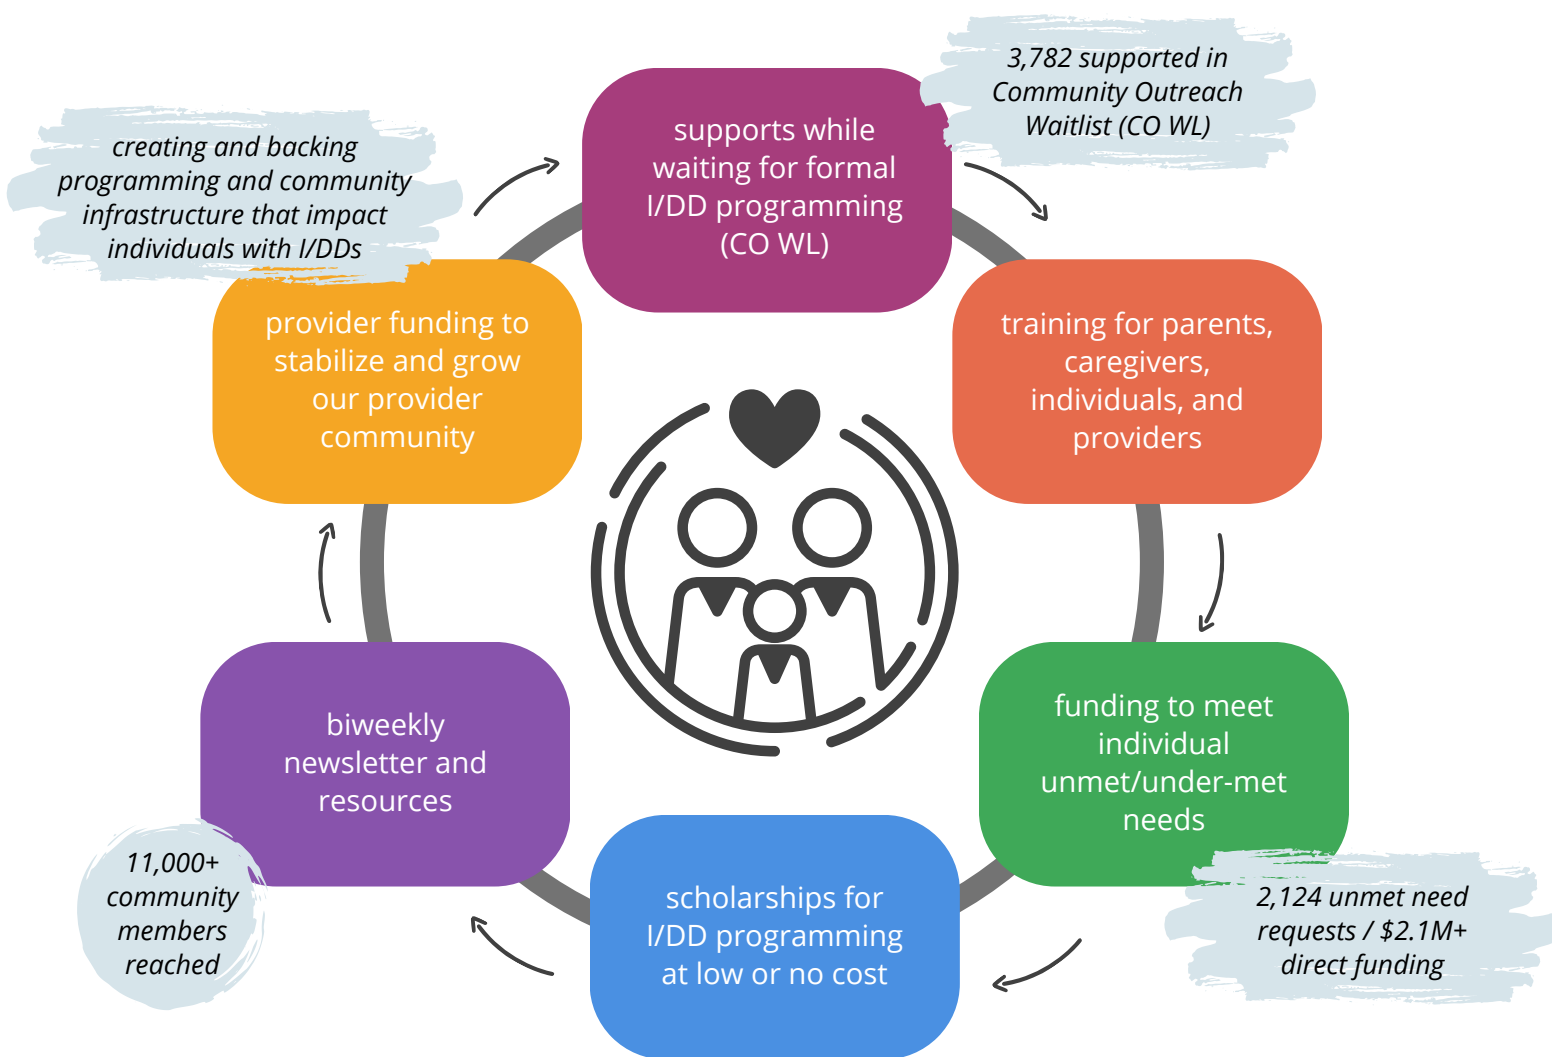 3,782 supported in
Community Outreach
Waitlist (CO WL)
supports while
waiting for formal
I/DD programming
(CO WL)
creating and backing
programming and community
infrastructure that impact
individuals with I/DDs
provider funding to
stabilize and grow
our provider
community
training for parents,
caregivers,
individuals, and
providers
funding to meet
individual
unmet/under-met
needs
2,124 unmet need
requests / $2.1M+
direct funding
scholarships for
I/DD programming
at low or no cost
biweekly
newsletter and
resources
11,000+
community
members
reached